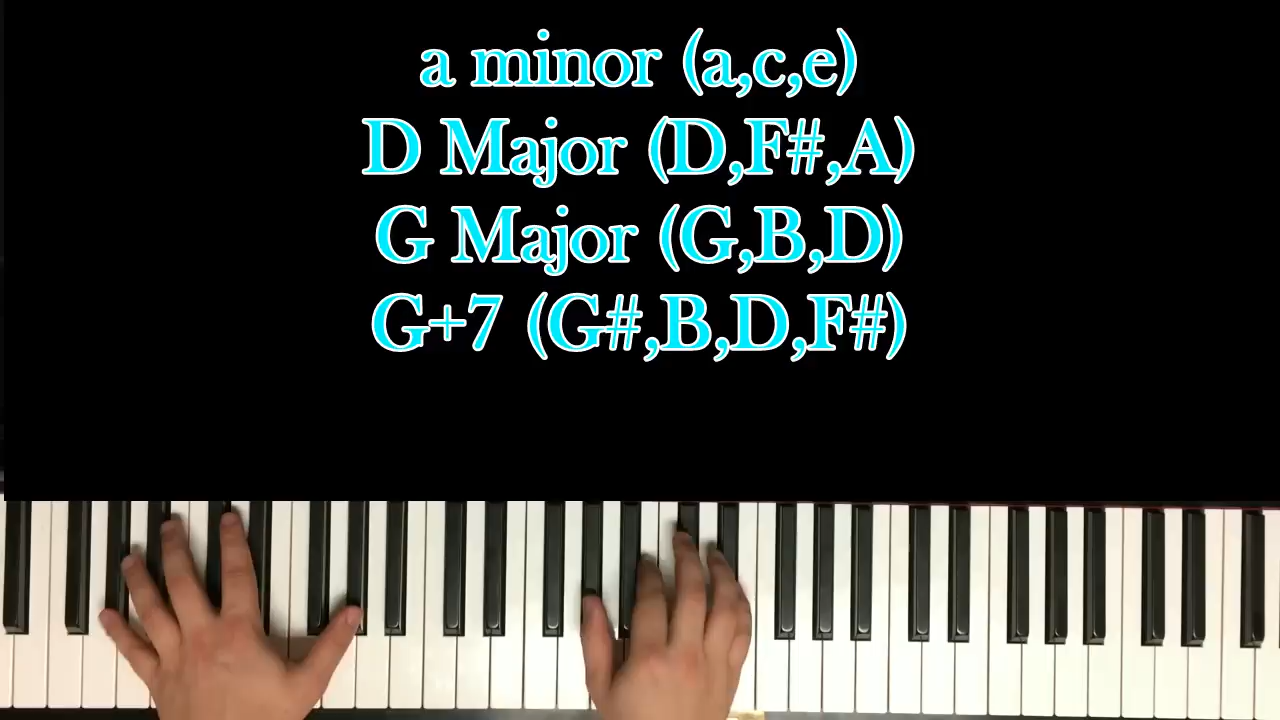 a minor (a,c,e)
D Major (D,F#,A)
G Major (G,B,D)
G+7 (G#,B,D,F#)